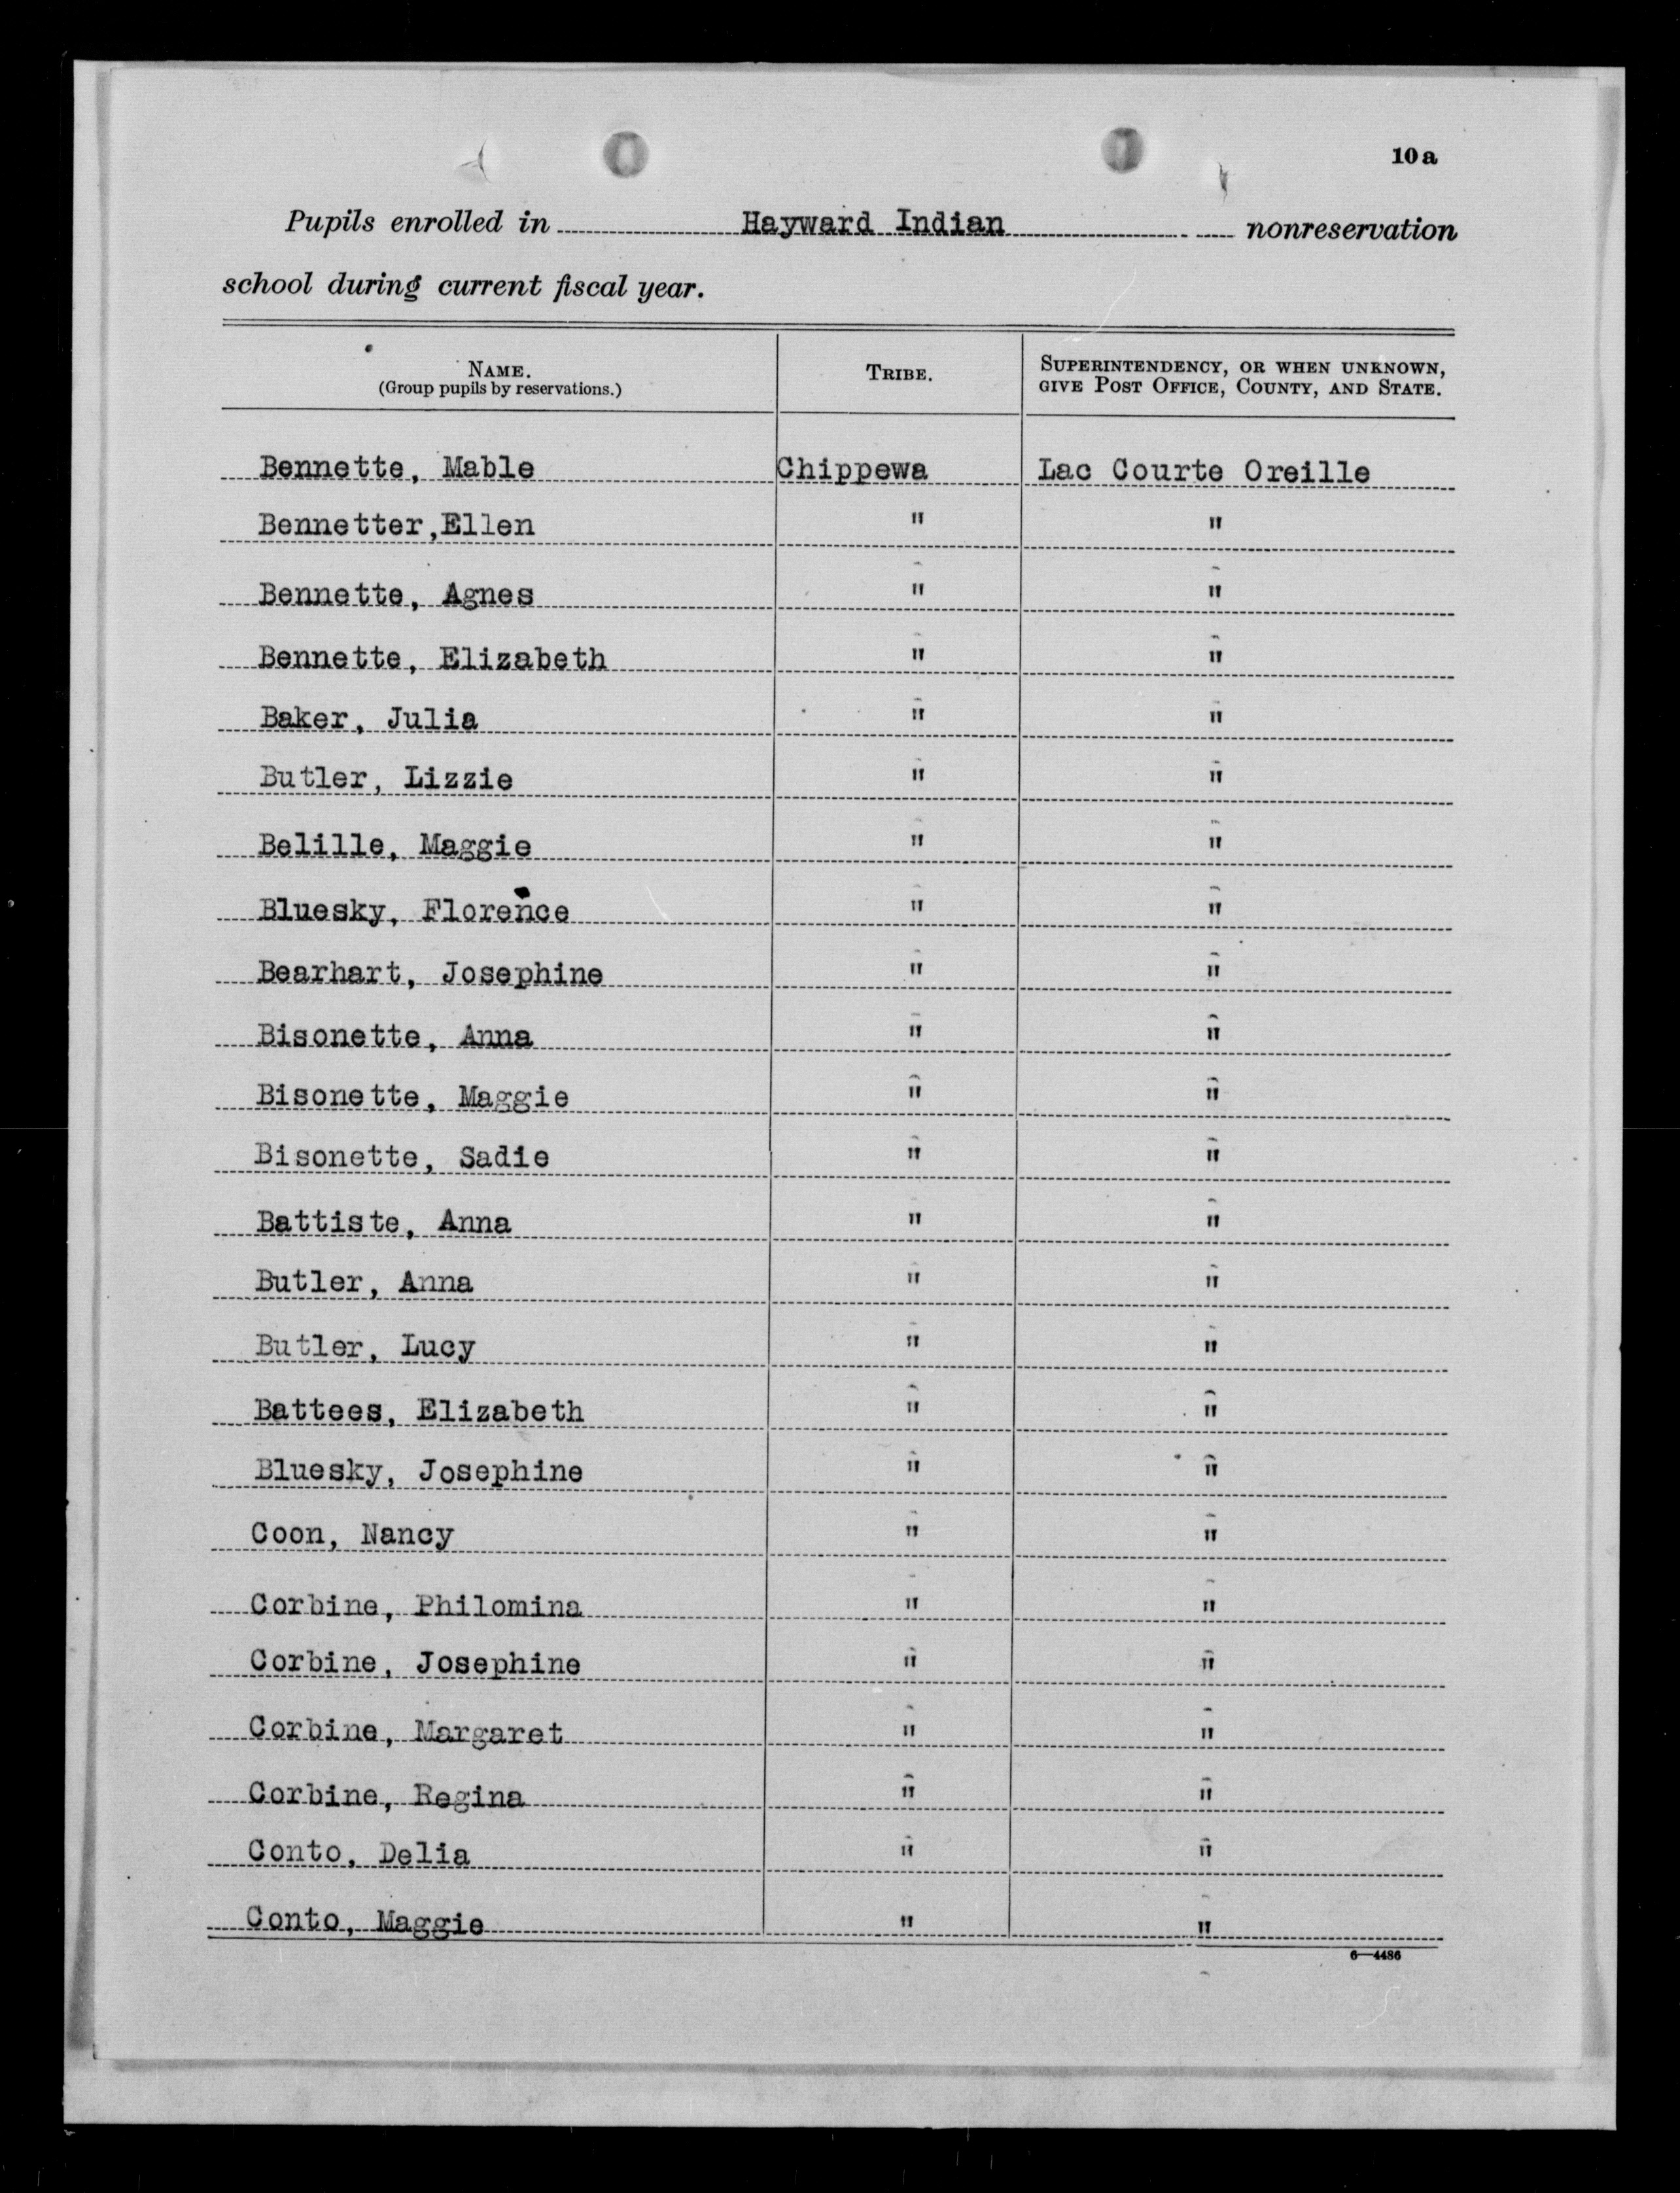 10 a
Pupils enrolled in Hayward Indian nonreservation
school during current fiscal year.
NAME.
(Group pupils by reservations.)
TRIBE.
SUPERINTENDENCY, OR WHEN UNKNOWN,
GIVE POST OFFICE, COUNTY, AND STATE.
Bennette, Mable Chippewa Lac Courte Oreille
Bennetter,Ellen " "
Bennette, Agnes " "
Bennette, Elizabeth " "
Baker, Julia " "
Butler, Lizzie " "
Belille, Maggie " "
Bluesky, Florence " "
Bearhart, Josephine " "
Bisonette, Anna " "
Bisonette, Maggie " "
Bisonette, Sadie " "
Battiste, Anna " "
Butler, Anna " "
Butler, Lucy " "
Battees, Elizabeth " "
Bluesky, Josephine " "
Coon, Nancy " "
Corbine, Philomina " "
Corbine, Josephine " "
Corbine, Margaret " "
Corbine, Regina " "
Conto, Delia " "
Conto, Maggie " "
6—4486